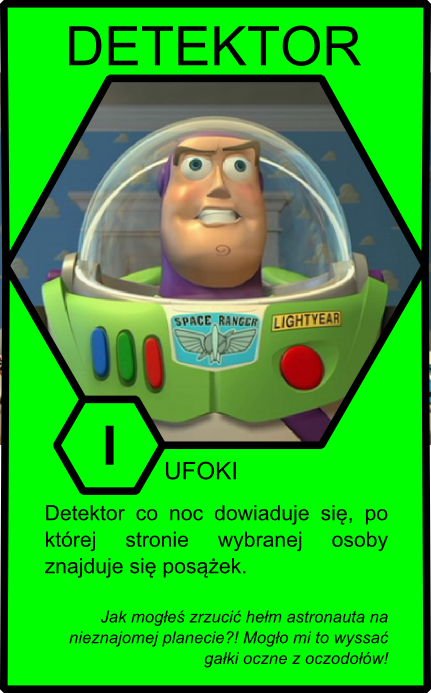 DETEKTOR
SPACE RANGER
LIGHTYEAR
I
UFOKI
Detektor co noc dowiaduje się, po
której stronie wybranej osoby
znajduje się posążek.
Jak mogłeś zrzucić hełm astronauta na
nieznajomej planecie?! Mogło mi to wyssać
gałki oczne z oczodołów!